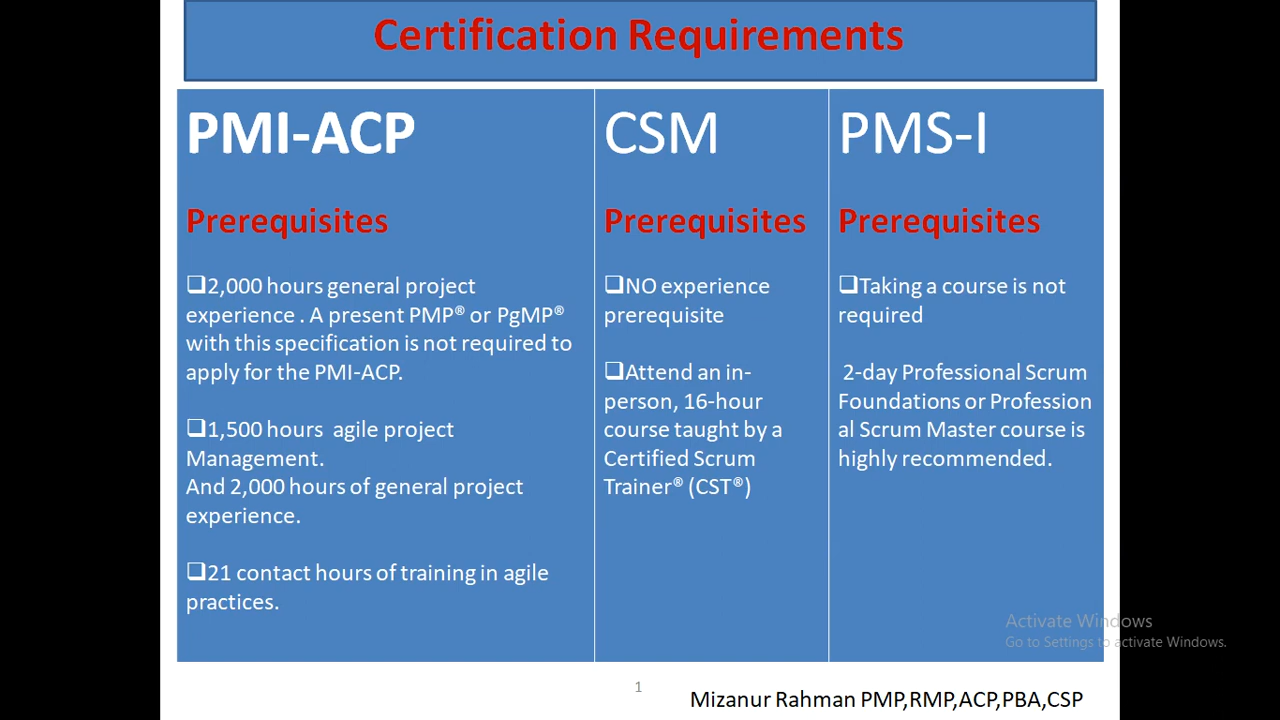 Certification Requirements
PMI-ACP
Prerequisites
❑2,000 hours general project
experience . A present PMP® or PgMP®
with this specification is not required to
apply for the PMI-ACP.
❑1,500 hours agile project
Management.
And 2,000 hours of general project
experience.
❑21 contact hours of training in agile
practices.
CSM
Prerequisites
❑NO experience
prerequisite
❑Attend an in-
person, 16-hour
course taught by a
Certified Scrum
Trainer® (CST®)
PMS-I
Prerequisites
❑Taking a course is not
required
2-day Professional Scrum
Foundations or Profession
al Scrum Master course is
highly recommended.
Activate Windows
Go to Settings to activate Windows.
1
Mizanur Rahman PMP,RMP,ACP,PBA,CSP